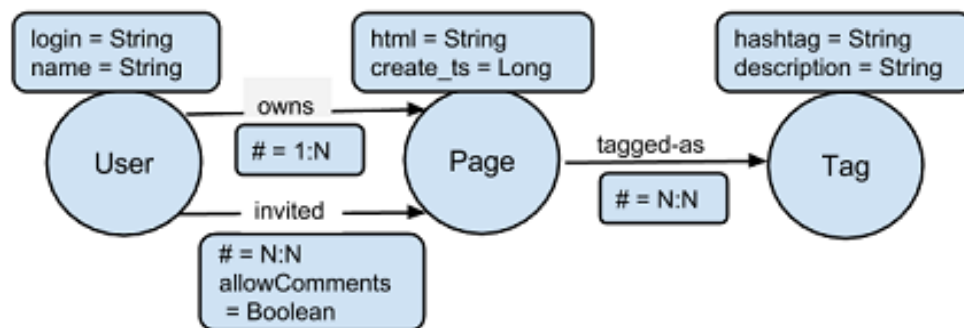 login = String
name = String
html = String
create_ts = Long
hashtag = String
description = String
owns
# = 1:N
User
Page
tagged-as
Tag
# = N:N
invited
# = N:N
allowComments
= Boolean